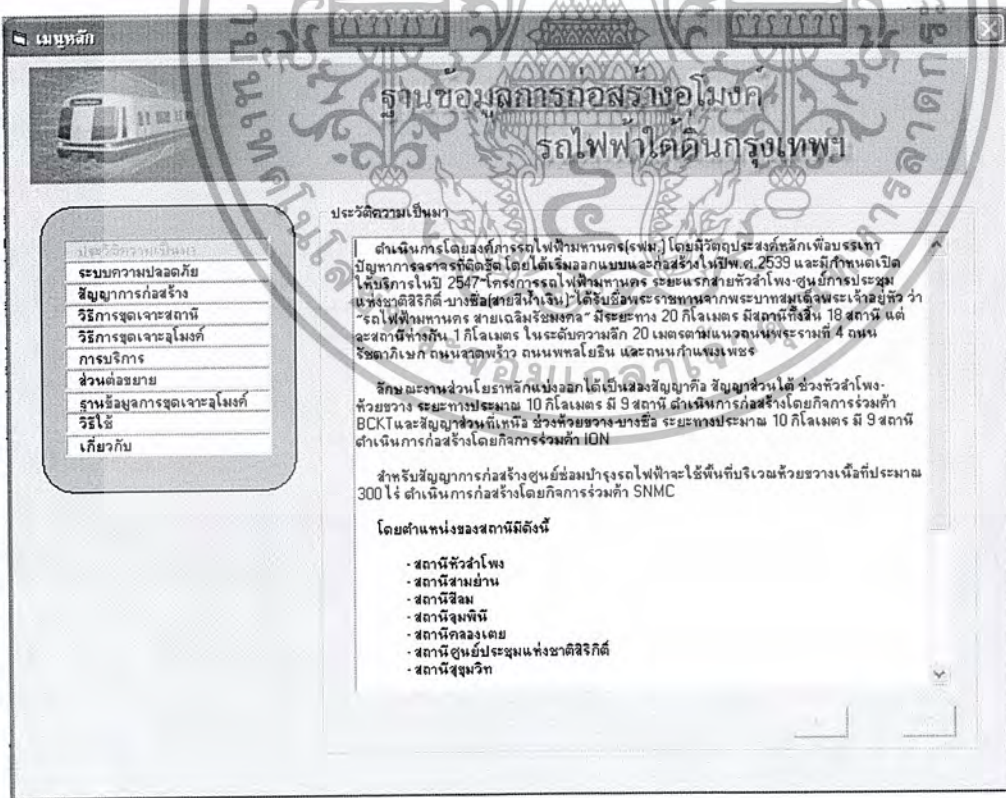 เมนูหลัก
ฐานข้อมูลการก่อสร้างอุโมงค์
รถไฟฟ้าใต้ดินกรุงเทพฯ
ประวัติความเป็นมา
ระบบความปลอดภัย
สัญญาการก่อสร้าง
วิธีการขุดเจาะสถานี
วิธีการขุดเจาะอุโมงค์
การบริการ
ส่วนต่อขยาย
ฐานข้อมูลการขุดเจาะอุโมงค์
วิธีใช้
เกี่ยวกับ
ประวัติความเป็นมา
ดำเนินการโดยองค์การรถไฟฟ้ามหานคร(รฟม.) โดยมีวัตถุประสงค์หลักเพื่อบรรเทา
ปัญหาการจราจรที่ติดขัด โดยได้เริ่มออกแบบและก่อสร้างในปีพ.ศ.2539 และมีกำหนดเปิด
ให้บริการในปี 2547"โครงการรถไฟฟ้ามหานคร ระยะแรกสายหัวลำโพง-ศูนย์การประชุม
แห่งชาติสิริกิติ์-บางซื่อ(สายสีน้ำเงิน)"ได้รับชื่อพระราชทานจากพระบาทสมเด็จพระเจ้าอยู่หัว ว่า
"รถไฟฟ้ามหานคร สายเฉลิมรัชมงคล" มีระยะทาง 20 กิโลเมตร มีสถานีทั้งสิ้น 18 สถานี แต่
ละสถานีห่างกัน 1 กิโลเมตร ในระดับความลึก 20 เมตรตามแนวถนนพระรามที่ 4 ถนน
รัชดาภิเษก ถนนลาดพร้าว ถนนพหลโยธิน และถนนกำแพงเพชร
ลักษณะงานส่วนโยธาหลักแบ่งออกได้เป็นสองสัญญาคือ สัญญาส่วนใต้ ช่วงหัวลำโพง-
ห้วยขวาง ระยะทางประมาณ 10 กิโลเมตร มี 9 สถานี ดำเนินการก่อสร้างโดยกิจการร่วมค้า
BCKTและสัญญาส่วนที่เหนือ ช่วงห้วยขวาง-บางซื่อ ระยะทางประมาณ 10 กิโลเมตร มี 9 สถานี
ดำเนินการก่อสร้างโดยกิจการร่วมค้า ION
สำหรับสัญญาการก่อสร้างศูนย์ซ่อมบำรุงรถไฟฟ้าจะใช้พื้นที่บริเวณห้วยขวางเนื้อที่ประมาณ
300 ไร่ ดำเนินการก่อสร้างโดยกิจการร่วมค้า SNMC
โดยตำแหน่งของสถานีมีดังนี้
- สถานีหัวลำโพง
- สถานีสามย่าน
- สถานีสีลม
- สถานีลุมพินี
- สถานีคลองเตย
- สถานีศูนย์ประชุมแห่งชาติสิริกิติ์
- สถานีสุขุมวิท